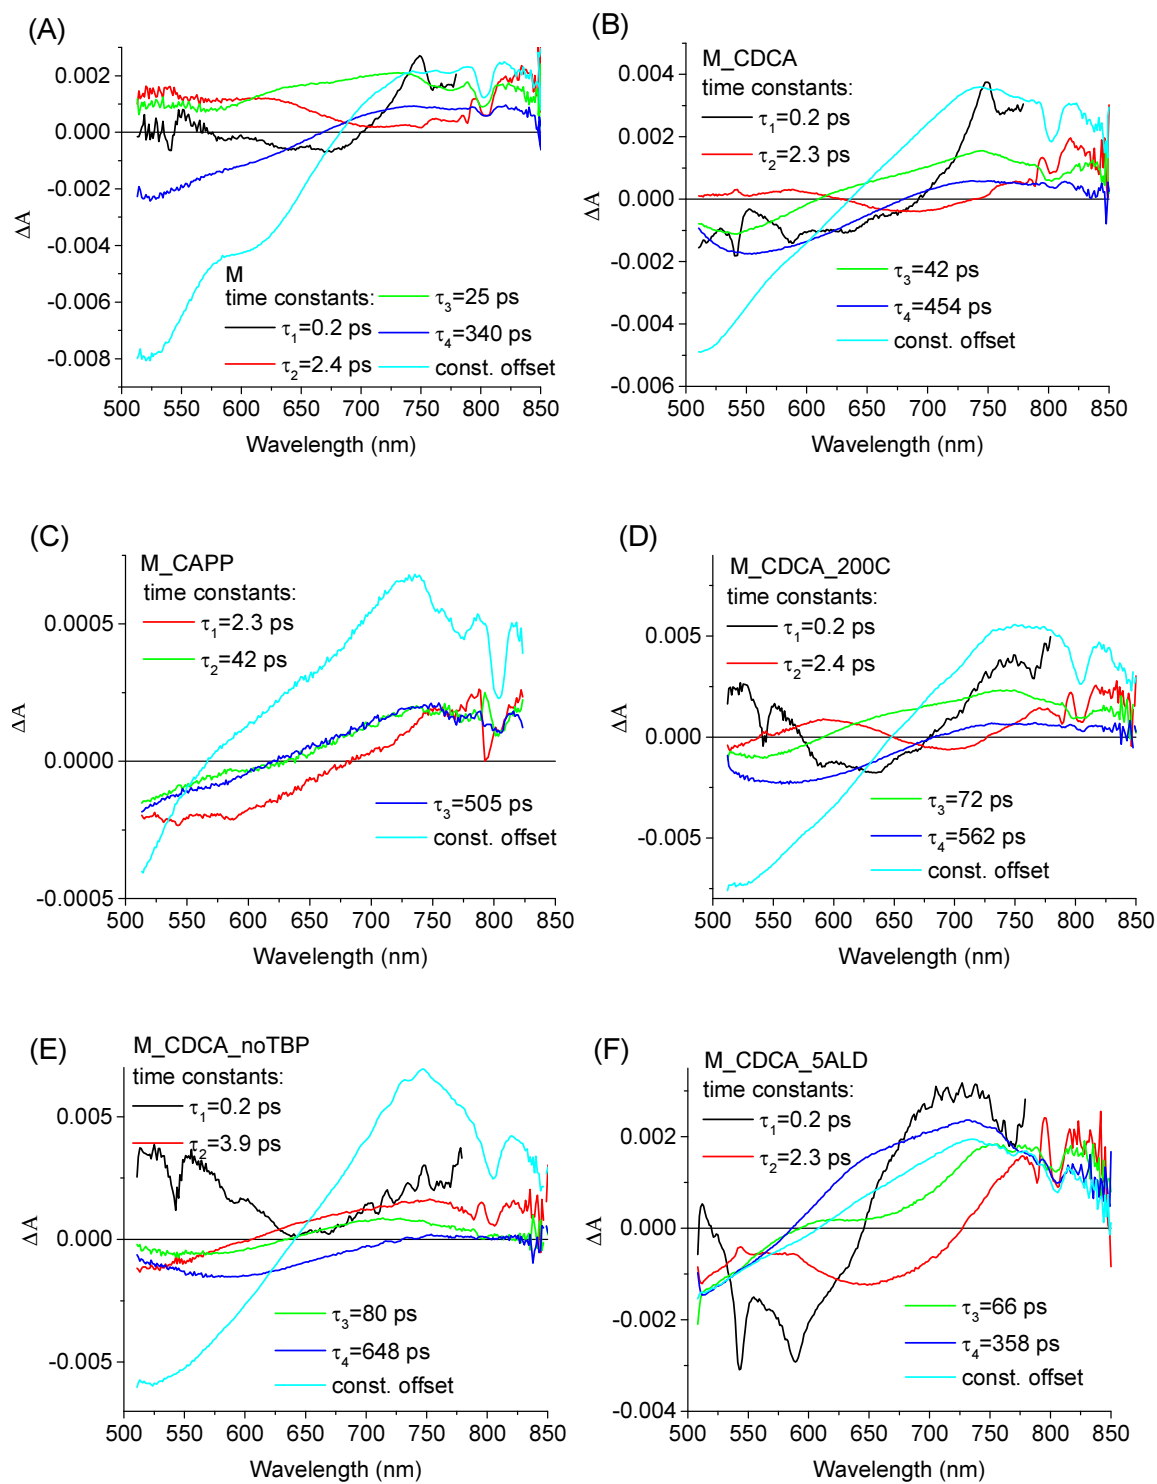 (A)
0.002
0.000
-0.002
-0.004
-0.006
-0.008
ΔA
M
time constants:
τ1=0.2 ps
τ2=2.4 ps
τ3=25 ps
τ4=340 ps
const. offset
500 550 600 650 700 750 800 850
Wavelength (nm)
(B)
M_CDCA
time constants:
τ1=0.2 ps
τ2=2.3 ps
0.004
0.002
0.000
-0.002
-0.004
-0.006
ΔA
τ3=42 ps
τ4=454 ps
const. offset
500 550 600 650 700 750 800 850
Wavelength (nm)
(C)
M_CAPP
time constants:
τ1=2.3 ps
τ2=42 ps
0.0005
0.0000
-0.0005
ΔA
τ3=505 ps
const. offset
500 550 600 650 700 750 800 850
Wavelength (nm)
(D)
M_CDCA_200C
time constants:
τ1=0.2 ps
τ2=2.4 ps
0.005
0.000
-0.005
ΔA
τ3=72 ps
τ4=562 ps
const. offset
500 550 600 650 700 750 800 850
Wavelength (nm)
(E)
M_CDCA_noTBP
time constants:
τ1=0.2 ps
τ2=3.9 ps
0.005
0.000
-0.005
ΔA
τ3=80 ps
τ4=648 ps
const. offset
500 550 600 650 700 750 800 850
Wavelength (nm)
(F)
M_CDCA_5ALD
time constants:
τ1=0.2 ps
τ2=2.3 ps
0.002
0.000
-0.002
-0.004
ΔA
τ3=66 ps
τ4=358 ps
const. offset
500 550 600 650 700 750 800 850
Wavelength (nm)